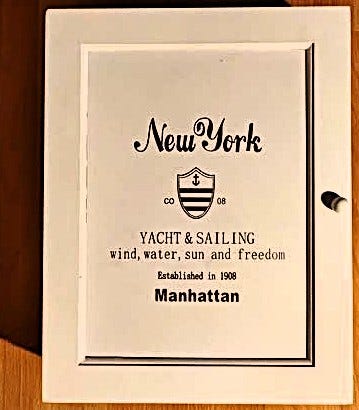 New York
CO 08
YACHT & SAILING
wind, water, sun and freedom
Established in 1908
Manhattan